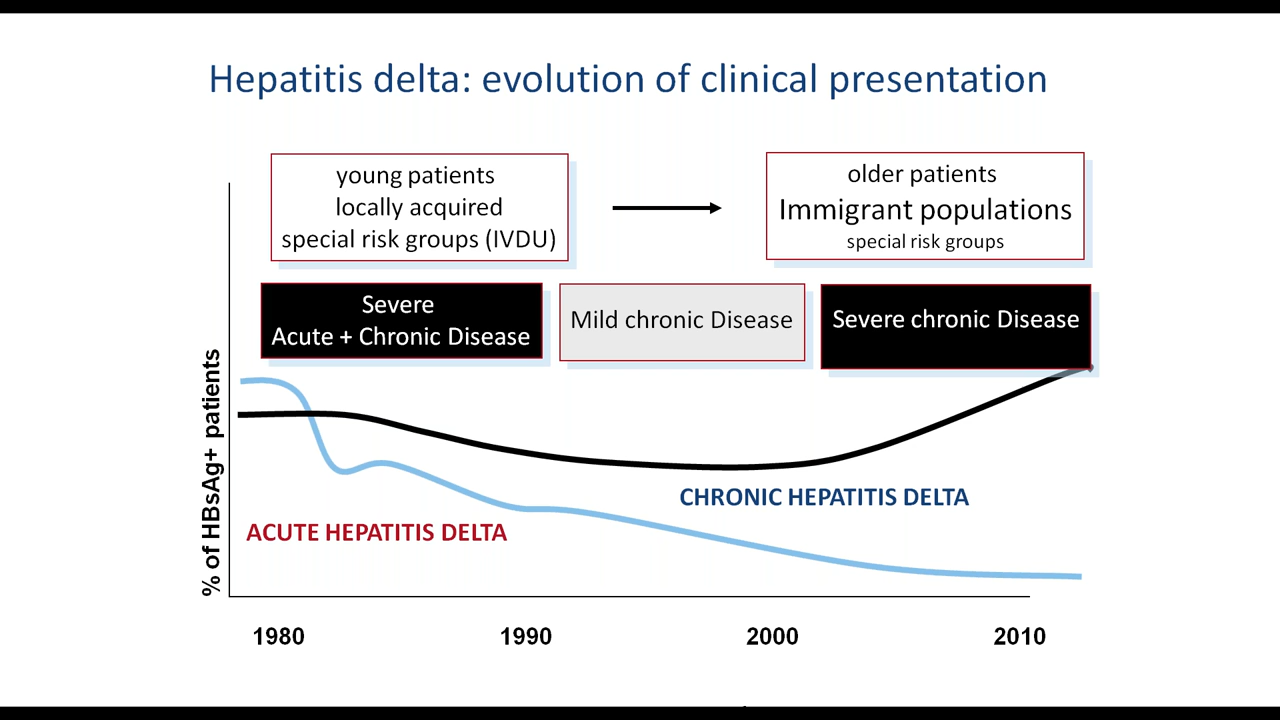 Hepatitis delta: evolution of clinical presentation
young patients
locally acquired
special risk groups (IVDU)
older patients
Immigrant populations
special risk groups
Severe
Acute + Chronic Disease
Mild chronic Disease
Severe chronic Disease
% of HBsAg+ patients
CHRONIC HEPATITIS DELTA
ACUTE HEPATITIS DELTA
1980
1990
2000
2010